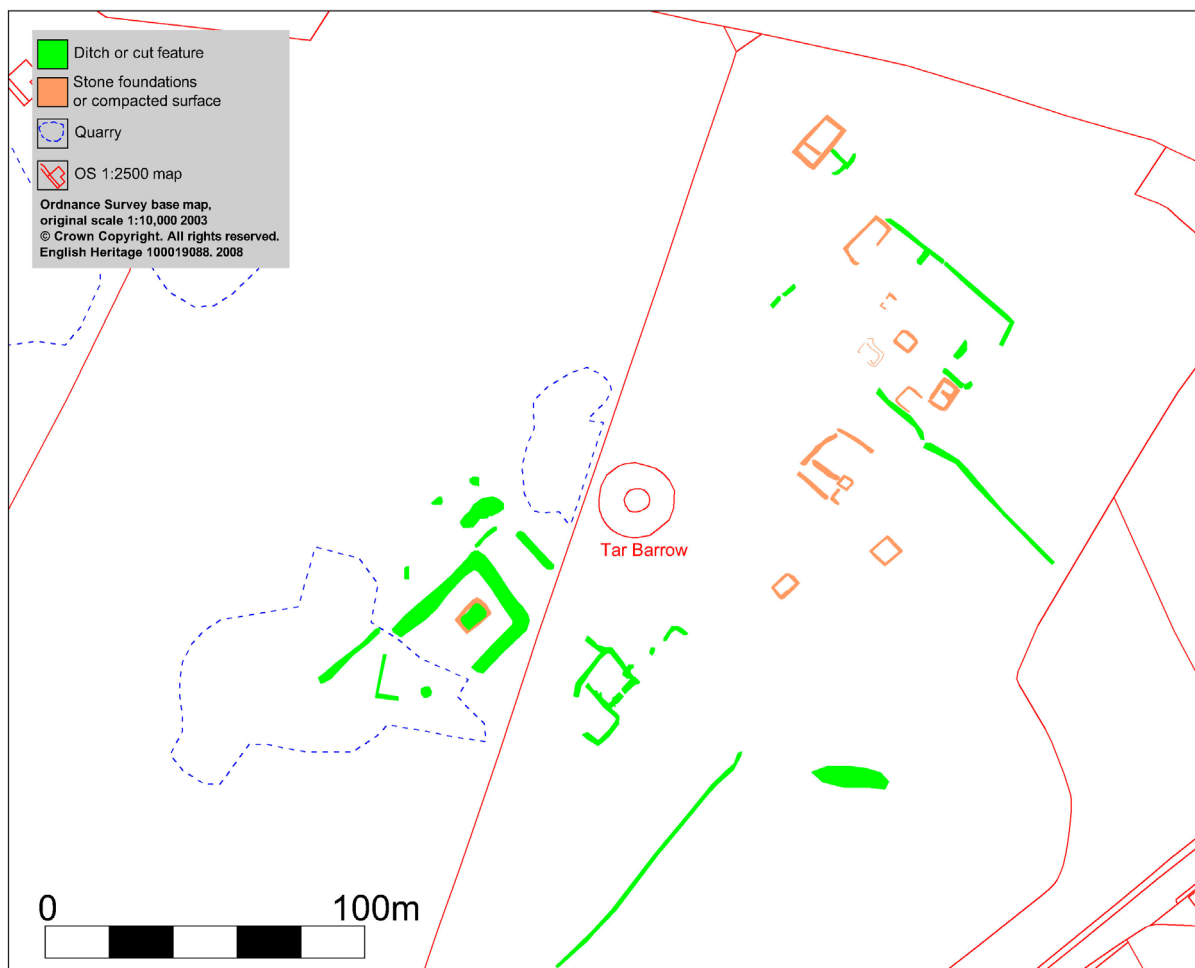 Ditch or cut feature
Stone foundations
or compacted surface
Quarry
OS 1:2500 map
Ordnance Survey base map,
original scale 1:10,000 2003
© Crown Copyright. All rights reserved.
English Heritage 100019088. 2008
Tar Barrow
0 100m